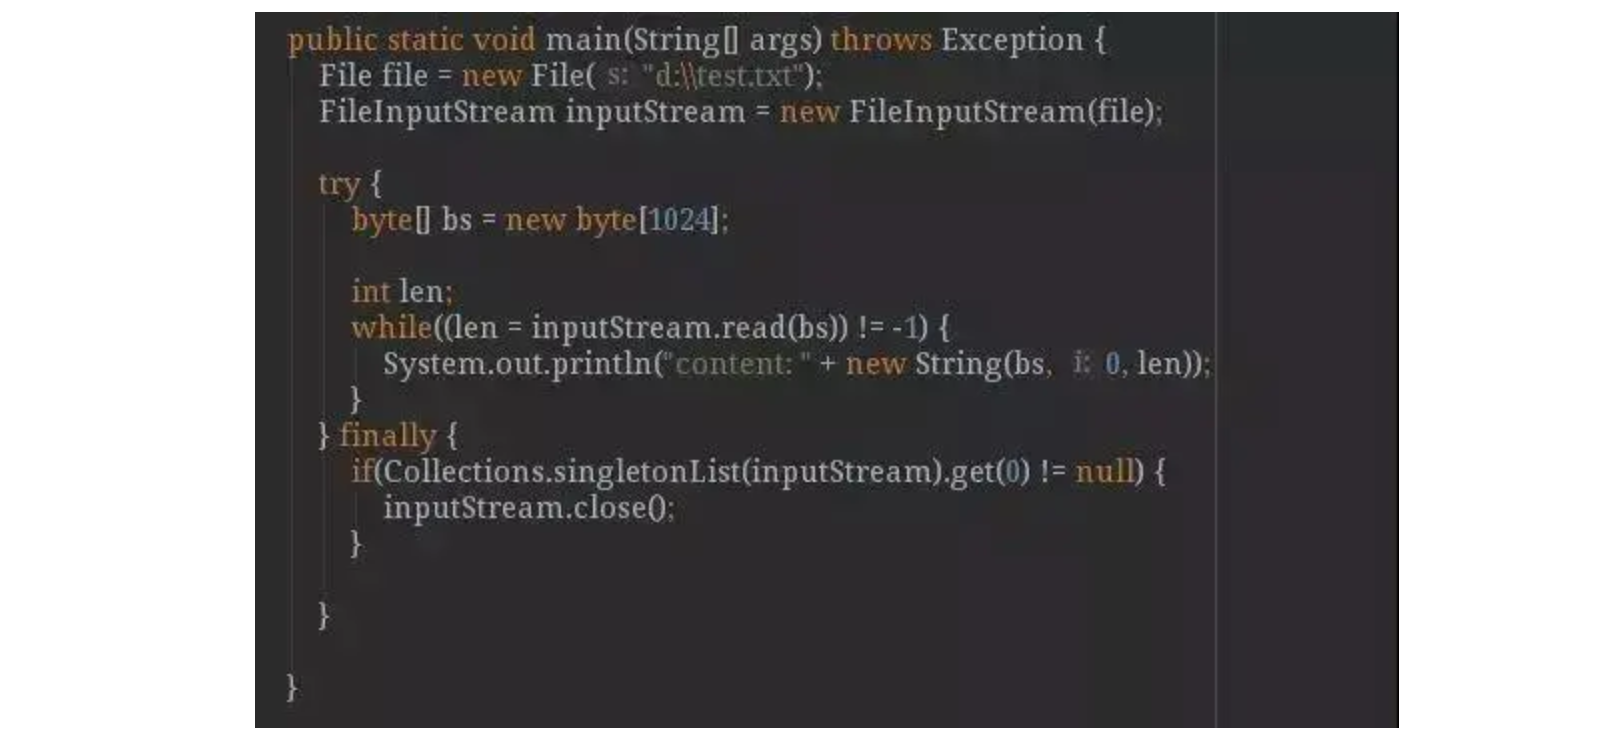 public static void main(String[] args) throws Exception {
File file = new File( s: "d:\\test.txt");
FileInputStream inputStream = new FileInputStream(file);
try {
byte[] bs = new byte[1024];
int len;
while((len = inputStream.read(bs)) != -1) {
System.out.println("content: " + new String(bs, i: 0, len));
}
} finally {
if(Collections.singletonList(inputStream).get(0) != null) {
inputStream.close();
}
}
}